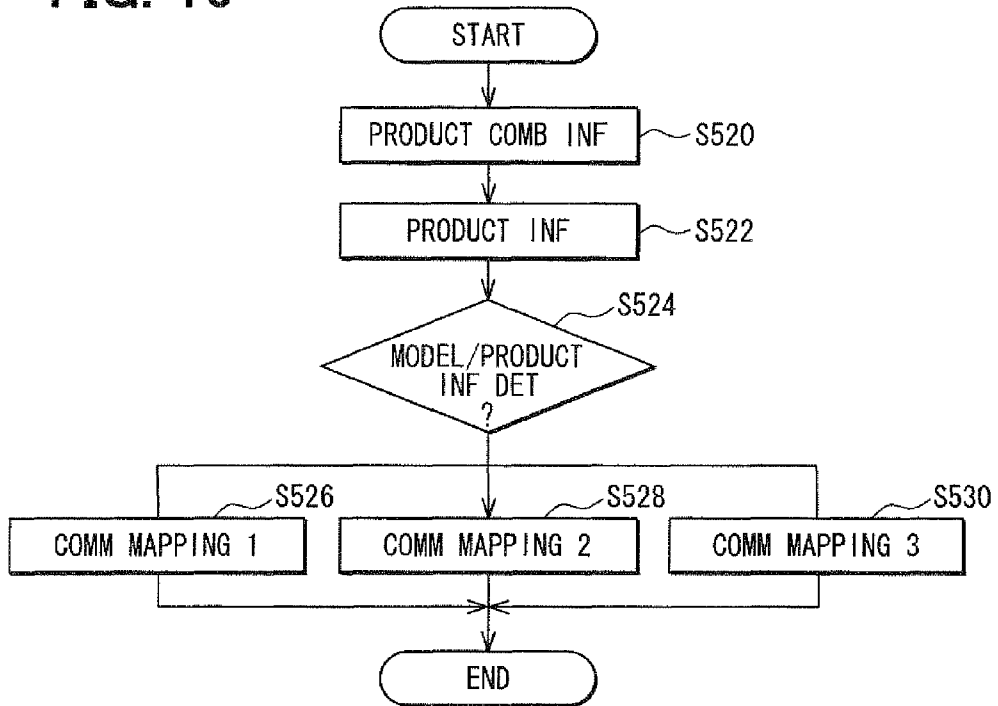 START
PRODUCT COMB INF
S520
PRODUCT INF
S522
S524
MODEL/PRODUCT
INF DET
?
S526
S528
S530
COMM MAPPING 1
COMM MAPPING 2
COMM MAPPING 3
END